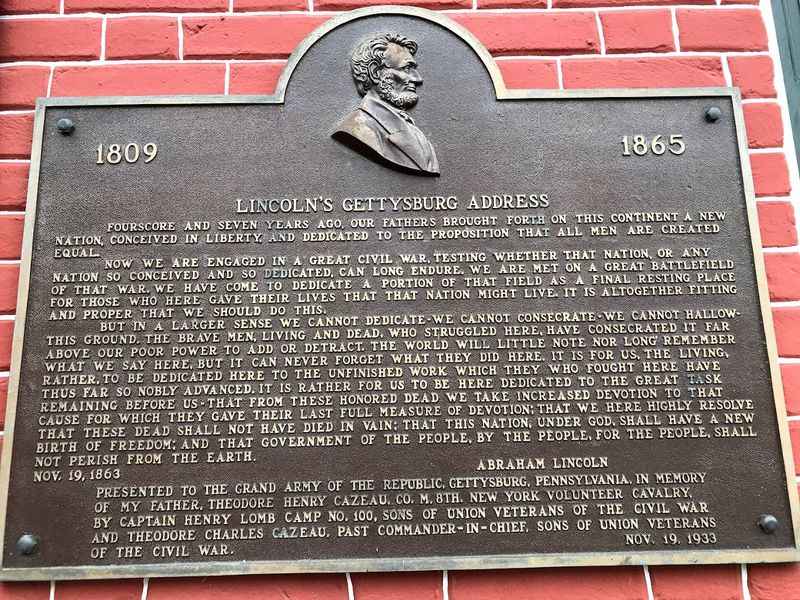 1809
1865
LINCOLN'S GETTYSBURG ADDRESS
FOURSCORE AND SEVEN YEARS AGO, OUR FATHERS BROUGHT FORTH ON THIS CONTINENT A NEW
NATION, CONCEIVED IN LIBERTY, AND DEDICATED TO THE PROPOSITION THAT ALL MEN ARE CREATED
EQUAL.
NOW WE ARE ENGAGED IN A GREAT CIVIL WAR, TESTING WHETHER THAT NATION, OR ANY
NATION SO CONCEIVED AND SO DEDICATED, CAN LONG ENDURE. WE ARE MET ON A GREAT BATTLEFIELD
OF THAT WAR. WE HAVE COME TO DEDICATE A PORTION OF THAT FIELD AS A FINAL RESTING PLACE
FOR THOSE WHO HERE GAVE THEIR LIVES THAT THAT NATION MIGHT LIVE. IT IS ALTOGETHER FITTING
AND PROPER THAT WE SHOULD DO THIS.
BUT IN A LARGER SENSE WE CANNOT DEDICATE-WE CANNOT CONSECRATE-WE CANNOT HALLOW-
THIS GROUND. THE BRAVE MEN, LIVING AND DEAD, WHO STRUGGLED HERE, HAVE CONSECRATED IT FAR
ABOVE OUR POOR POWER TO ADD OR DETRACT. THE WORLD WILL LITTLE NOTE NOR LONG REMEMBER
WHAT WE SAY HERE, BUT IT CAN NEVER FORGET WHAT THEY DID HERE. IT IS FOR US, THE LIVING,
RATHER, TO BE DEDICATED HERE TO THE UNFINISHED WORK WHICH THEY WHO FOUGHT HERE HAVE
THUS FAR SO NOBLY ADVANCED. IT IS RATHER FOR US TO BE HERE DEDICATED TO THE GREAT TASK
REMAINING BEFORE US-THAT FROM THESE HONORED DEAD WE TAKE INCREASED DEVOTION TO THAT
CAUSE FOR WHICH THEY GAVE THEIR LAST FULL MEASURE OF DEVOTION; THAT WE HERE HIGHLY RESOLVE
THAT THESE DEAD SHALL NOT HAVE DIED IN VAIN; THAT THIS NATION, UNDER GOD, SHALL HAVE A NEW
BIRTH OF FREEDOM; AND THAT GOVERNMENT OF THE PEOPLE, BY THE PEOPLE, FOR THE PEOPLE, SHALL
NOT PERISH FROM THE EARTH.
ABRAHAM LINCOLN
NOV. 19, 1863
PRESENTED TO THE GRAND ARMY OF THE REPUBLIC, GETTYSBURG, PENNSYLVANIA, IN MEMORY
OF MY FATHER, THEODORE HENRY CAZEAU, CO. M, 8TH. NEW YORK VOLUNTEER CAVALRY,
BY CAPTAIN HENRY LOMB CAMP NO. 100, SONS OF UNION VETERANS OF THE CIVIL WAR
AND THEODORE CHARLES CAZEAU, PAST COMMANDER-IN-CHIEF, SONS OF UNION VETERANS
OF THE CIVIL WAR.
NOV. 19, 1933